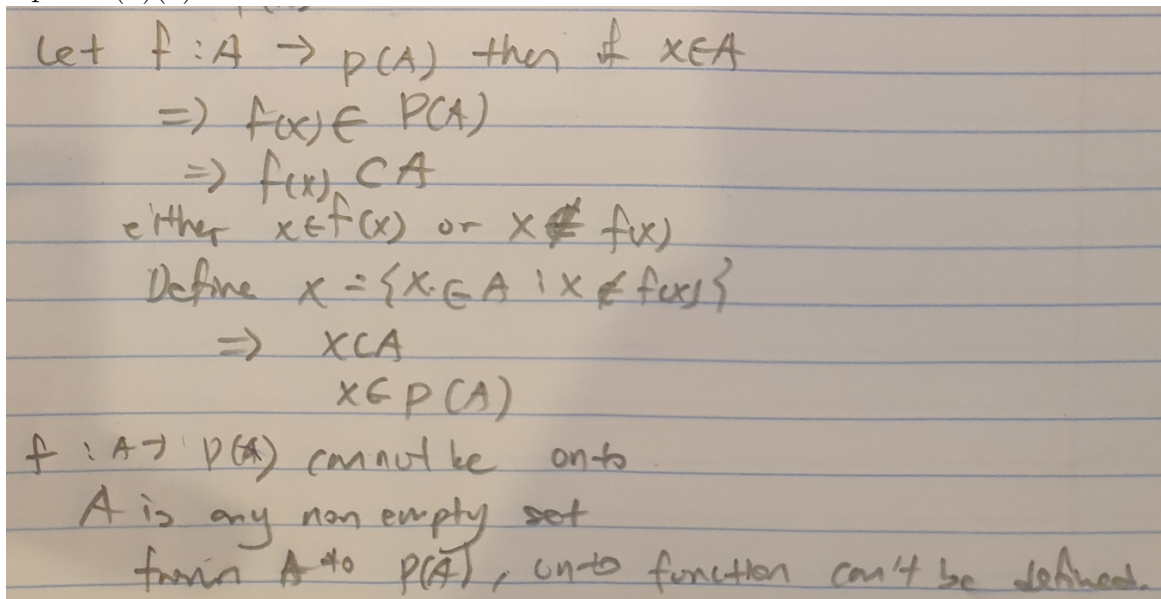 Let f : A → p(A) then if x∈A
⇒ f(x) ∈ P(A)
⇒ f(x) ⊂ A
either x∈f(x) or x ∉ f(x)
Define x = {x ∈ A : x ∉ f(x)}
⇒ x⊂A
x∈ P(A)
f : A → P(A) cannot be onto
A is any non empty set
A to P(A), onto function can't be defined.